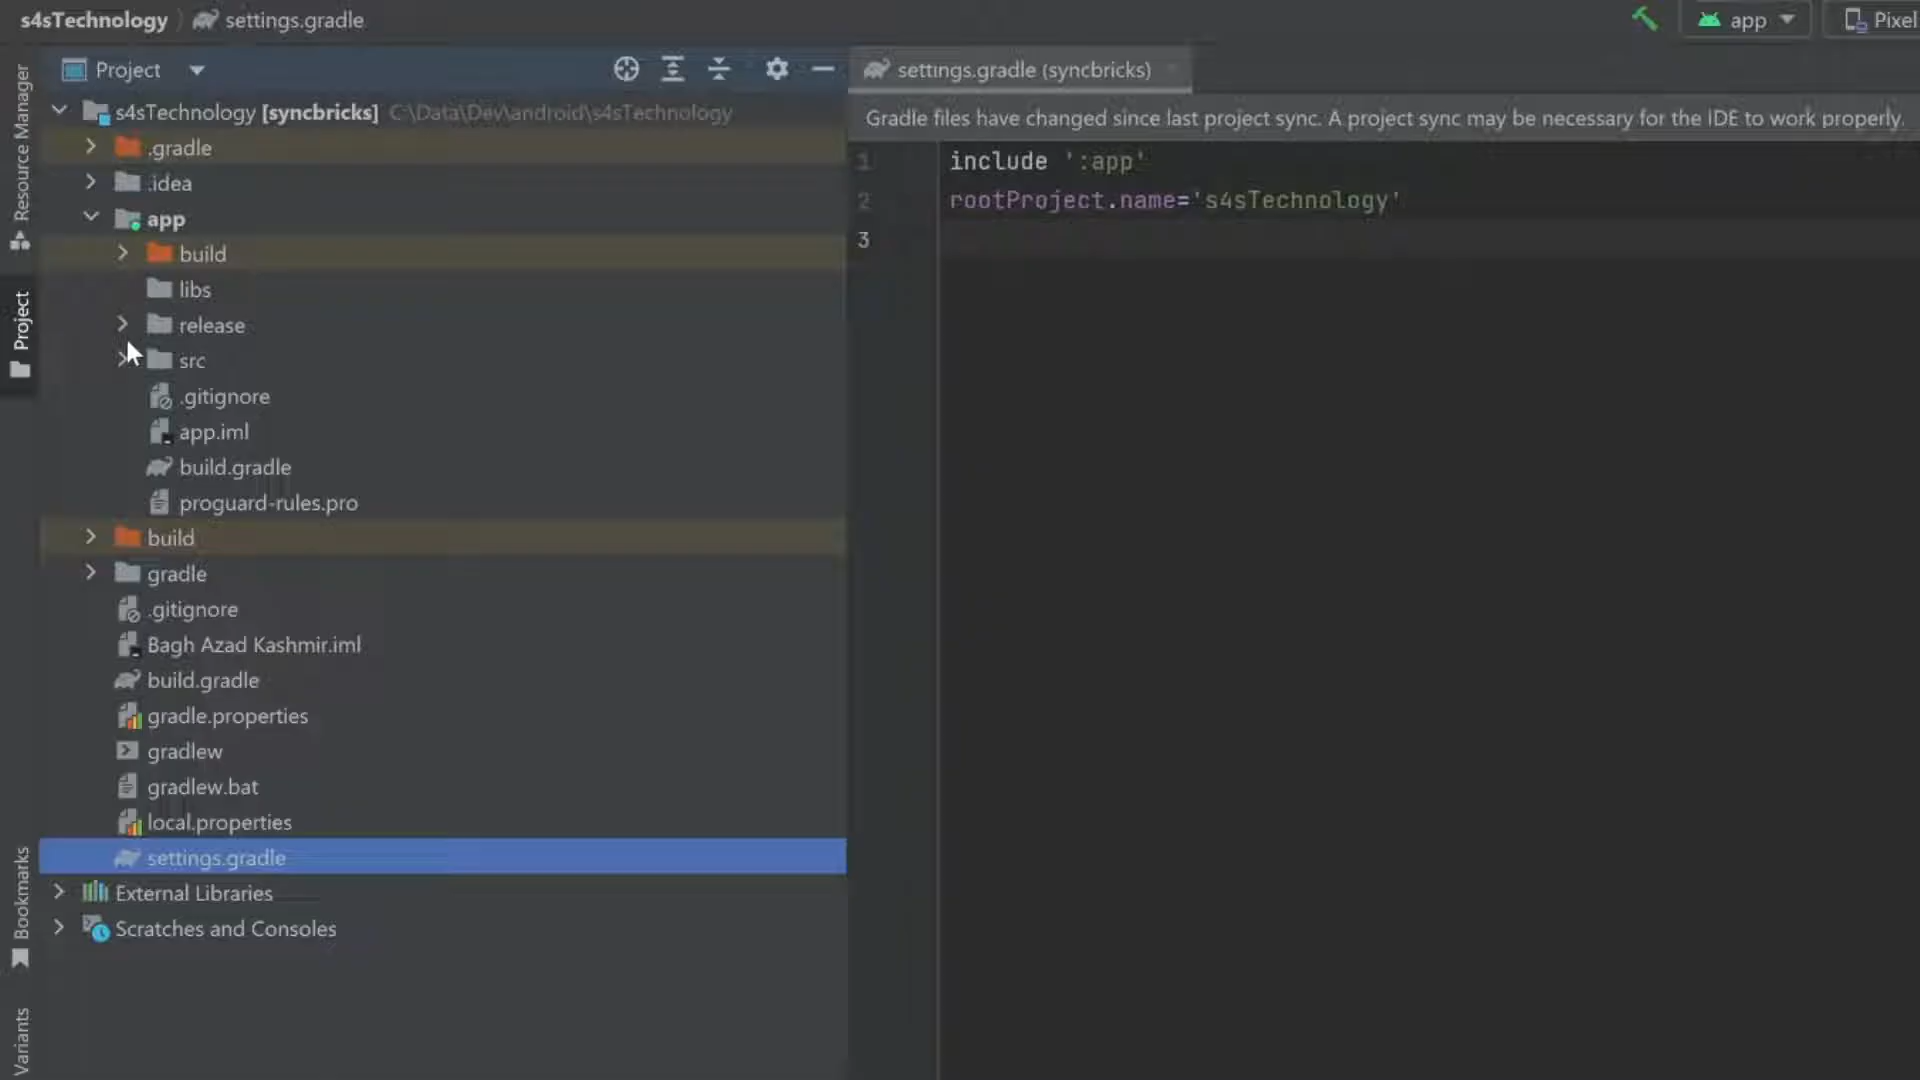 s4sTechnology
settings.gradle
app
Pixel
Resource Manager
Project
Bookmarks
Variants
Project
s4sTechnology [syncbricks] C:\Data\Dev\android\s4sTechnology
.gradle
.idea
app
build
libs
release
src
.gitignore
app.iml
build.gradle
proguard-rules.pro
build
gradle
.gitignore
Bagh Azad Kashmir.iml
build.gradle
gradle.properties
gradlew
gradlew.bat
local.properties
settings.gradle
External Libraries
Scratches and Consoles
settings.gradle (syncbricks)
Gradle files have changed since last project sync. A project sync may be necessary for the IDE to work properly.
1 include ':app'
2 rootProject.name='s4sTechnology'
3